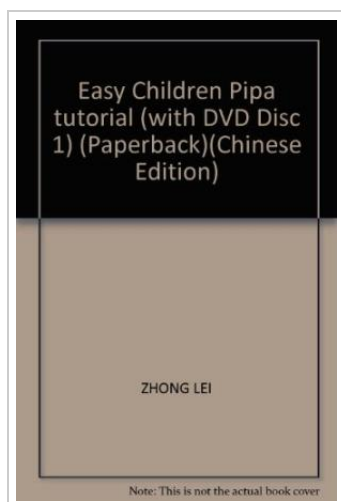 Easy Children Pipa
tutorial (with DVD Disc
1) (Paperback)(Chinese
Edition)
ZHONG LEI
Note: This is not the actual book cover